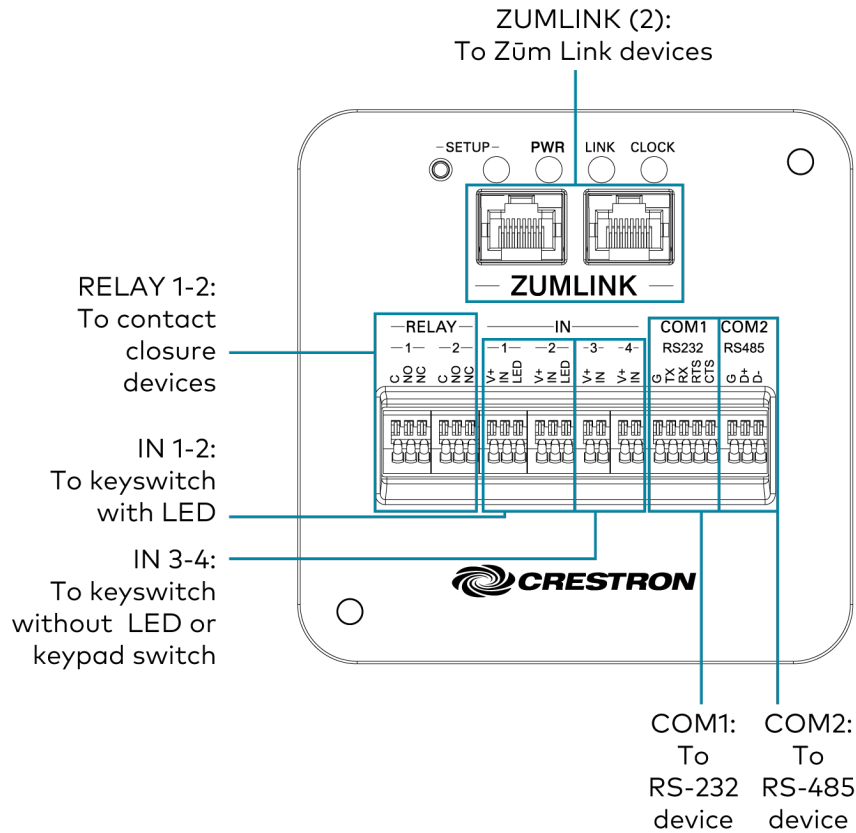 ZUMLINK (2):
To Zūm Link devices
-SETUP- PWR LINK CLOCK
ZUMLINK
RELAY 1-2:
To contact
closure
devices
RELAY IN COM1 COM2
-1- -2- -1- -2- -3- -4- RS232 RS485
C NO NC C NO NC V+ IN LED V+ IN LED V+ IN V+ IN G TX RX RTS CTS G D+ D-
IN 1-2:
To keyswitch
with LED
IN 3-4:
To keyswitch
without LED or
keypad switch
CRESTRON
COM1:
To
RS-232
device
COM2:
To
RS-485
device